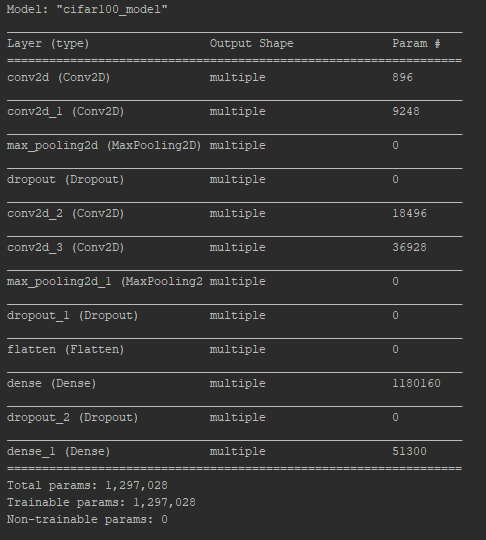 Model: "cifar100_model"
Layer (type) Output Shape Param #
conv2d (Conv2D) multiple 896
conv2d_1 (Conv2D) multiple 9248
max_pooling2d (MaxPooling2D) multiple 0
dropout (Dropout) multiple 0
conv2d_2 (Conv2D) multiple 18496
conv2d_3 (Conv2D) multiple 36928
max_pooling2d_1 (MaxPooling2 multiple 0
dropout_1 (Dropout) multiple 0
flatten (Flatten) multiple 0
dense (Dense) multiple 1180160
dropout_2 (Dropout) multiple 0
dense_1 (Dense) multiple 51300
Total params: 1,297,028
Trainable params: 1,297,028
Non-trainable params: 0